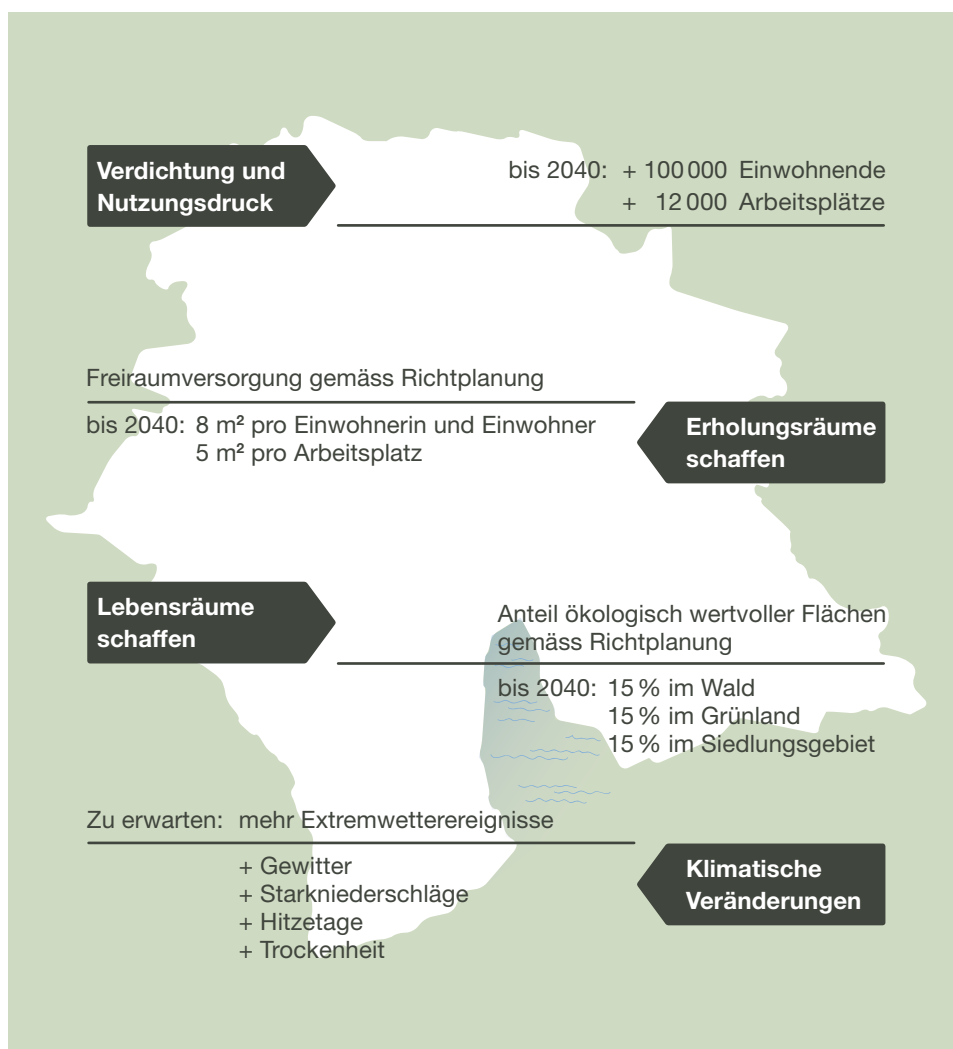 Verdichtung und
Nutzungsdruck
bis 2040: + 100 000 Einwohnende
+ 12 000 Arbeitsplätze
Freiraumversorgung gemäss Richtplanung
bis 2040: 8 m² pro Einwohnerin und Einwohner
5 m² pro Arbeitsplatz
Erholungsräume
schaffen
Lebensräume
schaffen
Anteil ökologisch wertvoller Flächen
gemäss Richtplanung
bis 2040: 15 % im Wald
15 % im Grünland
15 % im Siedlungsgebiet
Zu erwarten: mehr Extremwetterereignisse
+ Gewitter
+ Starkniederschläge
+ Hitzetage
+ Trockenheit
Klimatische
Veränderungen